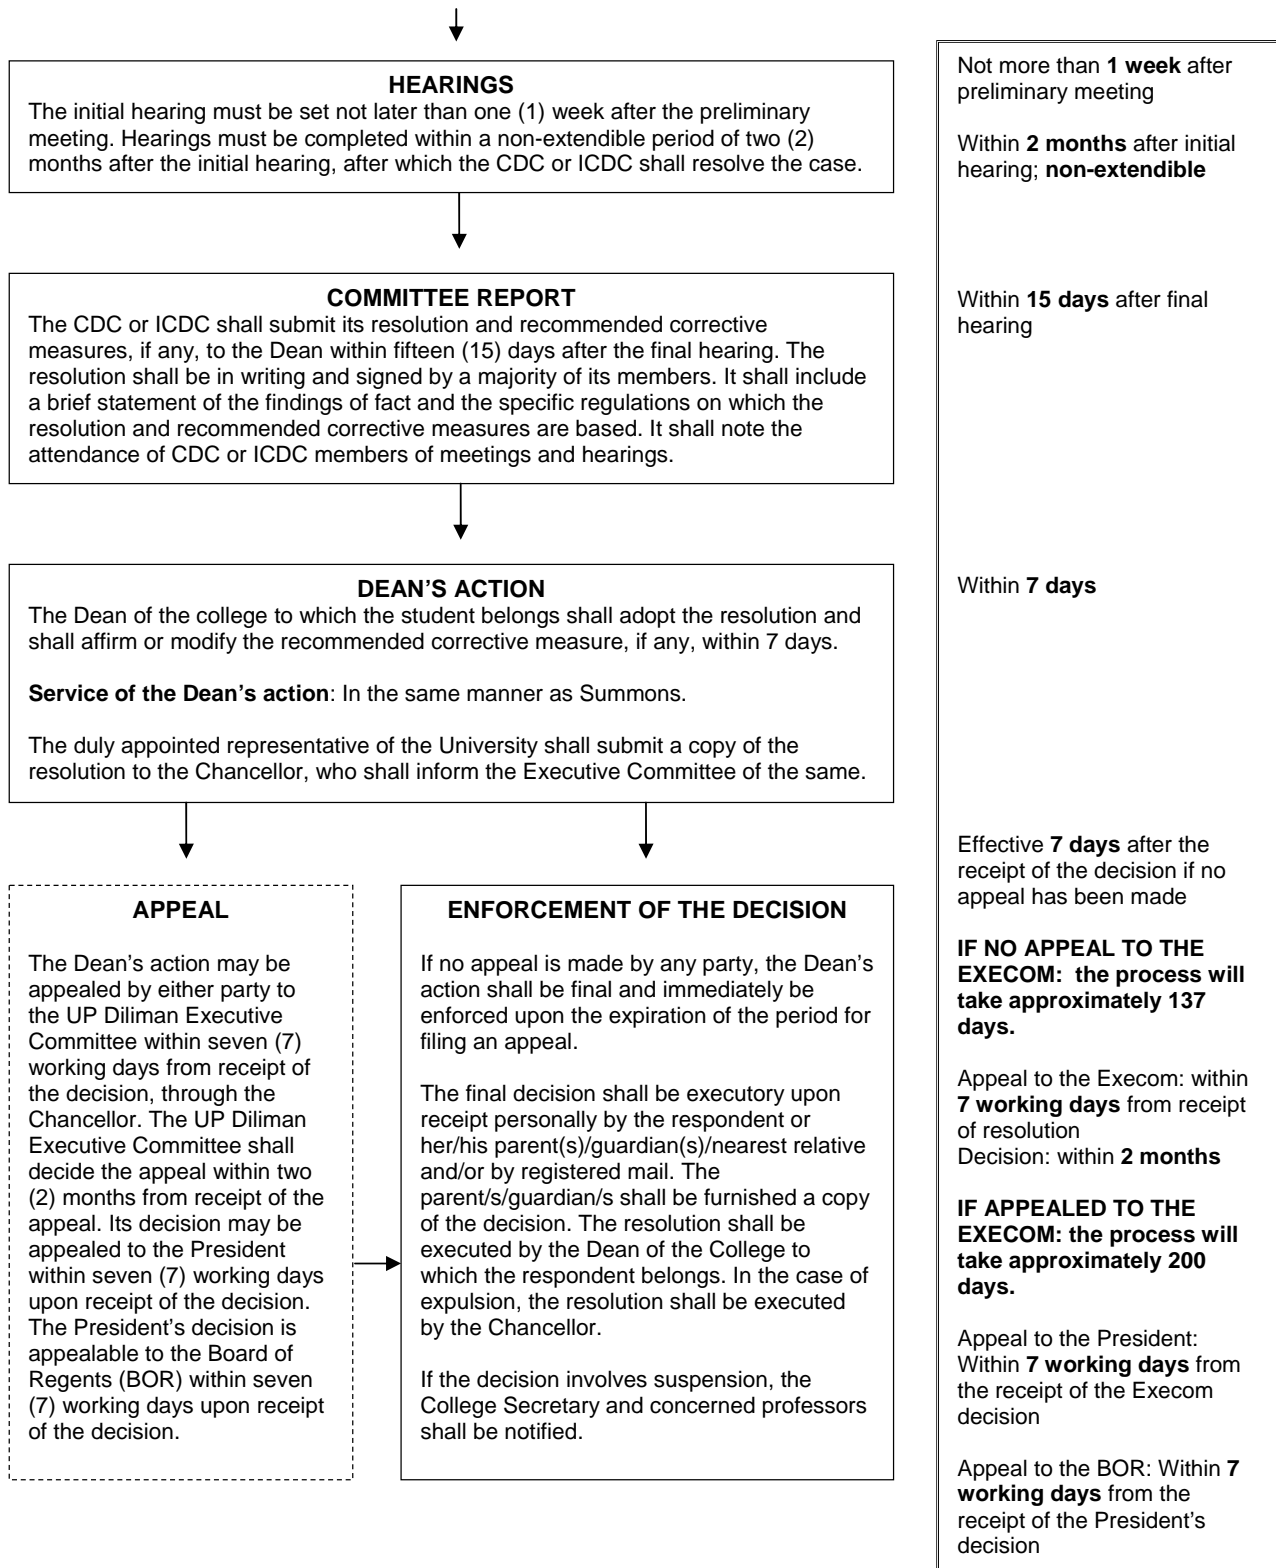 HEARINGS
The initial hearing must be set not later than one (1) week after the preliminary
meeting. Hearings must be completed within a non-extendible period of two (2)
months after the initial hearing, after which the CDC or ICDC shall resolve the case.
COMMITTEE REPORT
The CDC or ICDC shall submit its resolution and recommended corrective
measures, if any, to the Dean within fifteen (15) days after the final hearing. The
resolution shall be in writing and signed by a majority of its members. It shall include
a brief statement of the findings of fact and the specific regulations on which the
resolution and recommended corrective measures are based. It shall note the
attendance of CDC or ICDC members of meetings and hearings.
DEAN'S ACTION
The Dean of the college to which the student belongs shall adopt the resolution and
shall affirm or modify the recommended corrective measure, if any, within 7 days.
Service of the Dean's action: In the same manner as Summons.
The duly appointed representative of the University shall submit a copy of the
resolution to the Chancellor, who shall inform the Executive Committee of the same.
APPEAL
The Dean's action may be
appealed by either party to
the UP Diliman Executive
Committee within seven (7)
working days from receipt of
the decision, through the
Chancellor. The UP Diliman
Executive Committee shall
decide the appeal within two
(2) months from receipt of the
appeal. Its decision may be
appealed to the President
within seven (7) working days
upon receipt of the decision.
The President's decision is
appealable to the Board of
Regents (BOR) within seven
(7) working days upon receipt
of the decision.
ENFORCEMENT OF THE DECISION
If no appeal is made by any party, the Dean's
action shall be final and immediately be
enforced upon the expiration of the period for
filing an appeal.
The final decision shall be executory upon
receipt personally by the respondent or
her/his parent(s)/guardian(s)/nearest relative
and/or by registered mail. The
parent/s/guardian/s shall be furnished a copy
of the decision. The resolution shall be
executed by the Dean of the College to
which the respondent belongs. In the case of
expulsion, the resolution shall be executed
by the Chancellor.
If the decision involves suspension, the
College Secretary and concerned professors
shall be notified.
Not more than 1 week after
preliminary meeting
Within 2 months after initial
hearing; non-extendible
Within 15 days after final
hearing
Within 7 days
Effective 7 days after the
receipt of the decision if no
appeal has been made
IF NO APPEAL TO THE
EXECOM: the process will
take approximately 137
days.
Appeal to the Execom: within
7 working days from receipt
of resolution
Decision: within 2 months
IF APPEALED TO THE
EXECOM: the process will
take approximately 200
days.
Appeal to the President:
Within 7 working days from
the receipt of the Execom
decision
Appeal to the BOR: Within 7
working days from the
receipt of the President's
decision